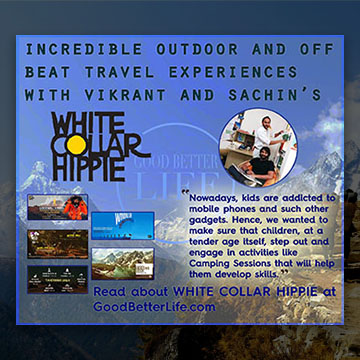 INCREDIBLE OUTDOOR AND OFF
BEAT TRAVEL EXPERIENCES
WITH VIKRANT AND SACHIN'S
WHITE
COLLAR
HIPPIE
GOOD BETTER
LIFE
"Nowadays, kids are addicted to
mobile phones and such other
gadgets. Hence, we wanted to
make sure that children, at a
tender age itself, step out and
engage in activities like
Camping Sessions that will help
them develop skills."
Read about WHITE COLLAR HIPPIE at
GoodBetterLife.com